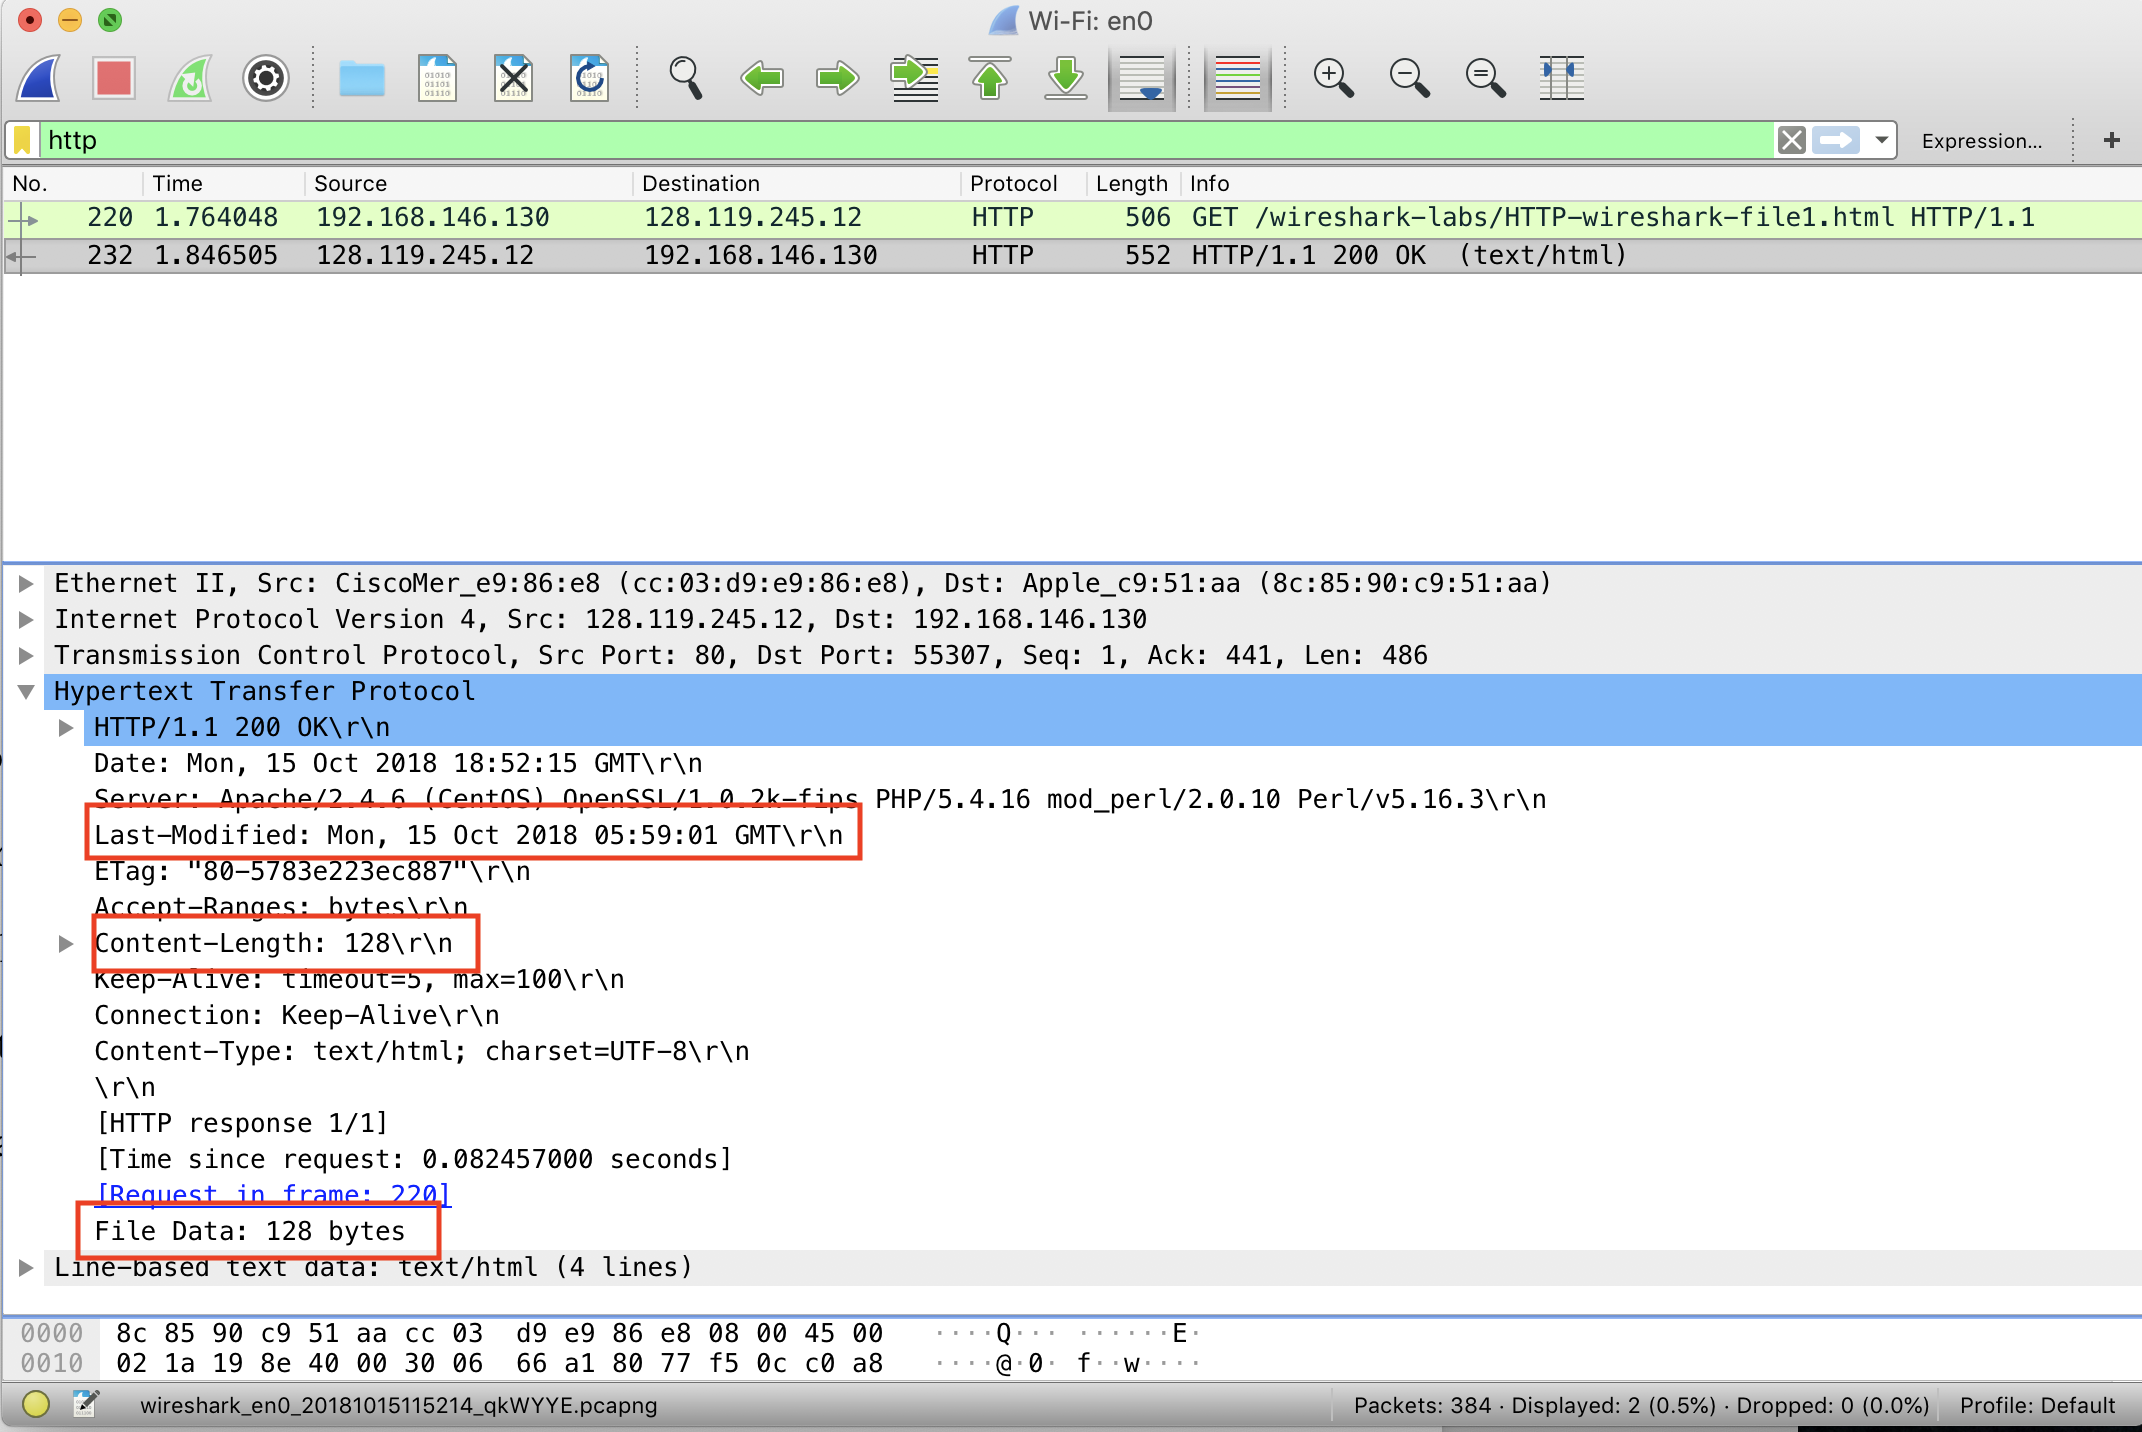 Wi-Fi: en0
http
Expression...
+
No. Time Source Destination Protocol Length Info
220 1.764048 192.168.146.130 128.119.245.12 HTTP 506 GET /wireshark-labs/HTTP-wireshark-file1.html HTTP/1.1
232 1.846505 128.119.245.12 192.168.146.130 HTTP 552 HTTP/1.1 200 OK (text/html)
Ethernet II, Src: CiscoMer_e9:86:e8 (cc:03:d9:e9:86:e8), Dst: Apple_c9:51:aa (8c:85:90:c9:51:aa)
Internet Protocol Version 4, Src: 128.119.245.12, Dst: 192.168.146.130
Transmission Control Protocol, Src Port: 80, Dst Port: 55307, Seq: 1, Ack: 441, Len: 486
Hypertext Transfer Protocol
HTTP/1.1 200 OK\r\n
Date: Mon, 15 Oct 2018 18:52:15 GMT\r\n
Server: Apache/2.4.6 (CentOS) OpenSSL/1.0.2k-fips PHP/5.4.16 mod_perl/2.0.10 Perl/v5.16.3\r\n
Last-Modified: Mon, 15 Oct 2018 05:59:01 GMT\r\n
ETag: "80-5783e223ec887"\r\n
Accept-Ranges: bytes\r\n
Content-Length: 128\r\n
Keep-Alive: timeout=5, max=100\r\n
Connection: Keep-Alive\r\n
Content-Type: text/html; charset=UTF-8\r\n
\r\n
[HTTP response 1/1]
[Time since request: 0.082457000 seconds]
[Request in frame: 220]
File Data: 128 bytes
Line-based text data: text/html (4 lines)
0000 8c 85 90 c9 51 aa cc 03 d9 e9 86 e8 08 00 45 00 ····Q··· ······E·
0010 02 1a 19 8e 40 00 30 06 66 a1 80 77 f5 0c c0 a8 ····@·0· f··w····
wireshark_en0_20181015115214_qkWYYE.pcapng Packets: 384 · Displayed: 2 (0.5%) · Dropped: 0 (0.0%) Profile: Default